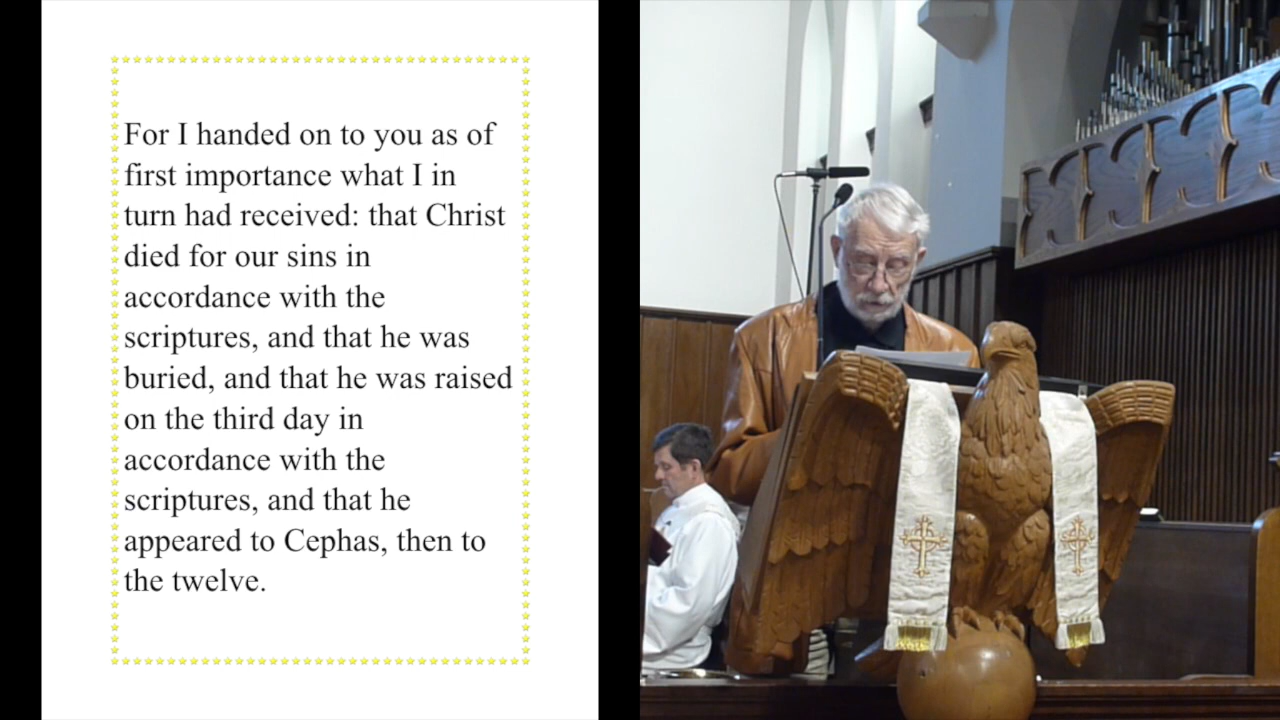 For I handed on to you as of
first importance what I in
turn had received: that Christ
died for our sins in
accordance with the
scriptures, and that he was
buried, and that he was raised
on the third day in
accordance with the
scriptures, and that he
appeared to Cephas, then to
the twelve.